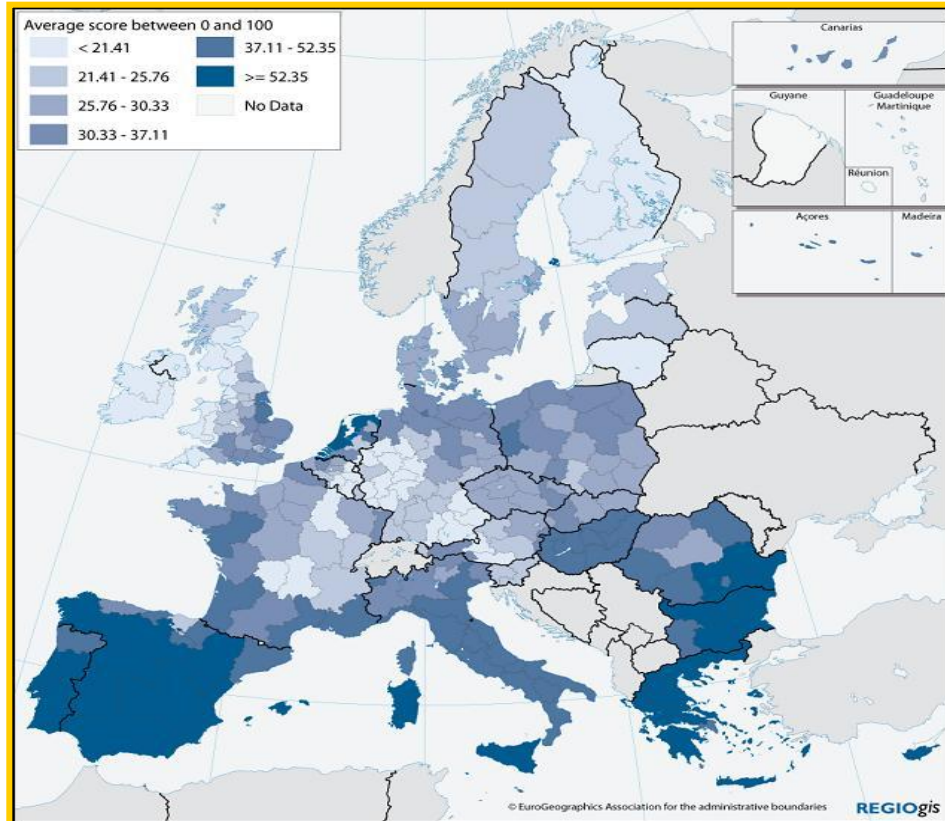 Average score between 0 and 100
< 21.41
21.41 - 25.76
25.76 - 30.33
30.33 - 37.11
37.11 - 52.35
>= 52.35
No Data
Canarias
Guyane
Guadeloupe
Martinique
Réunion
Açores
Madeira
© EuroGeographics Association for the administrative boundaries
REGIOgis